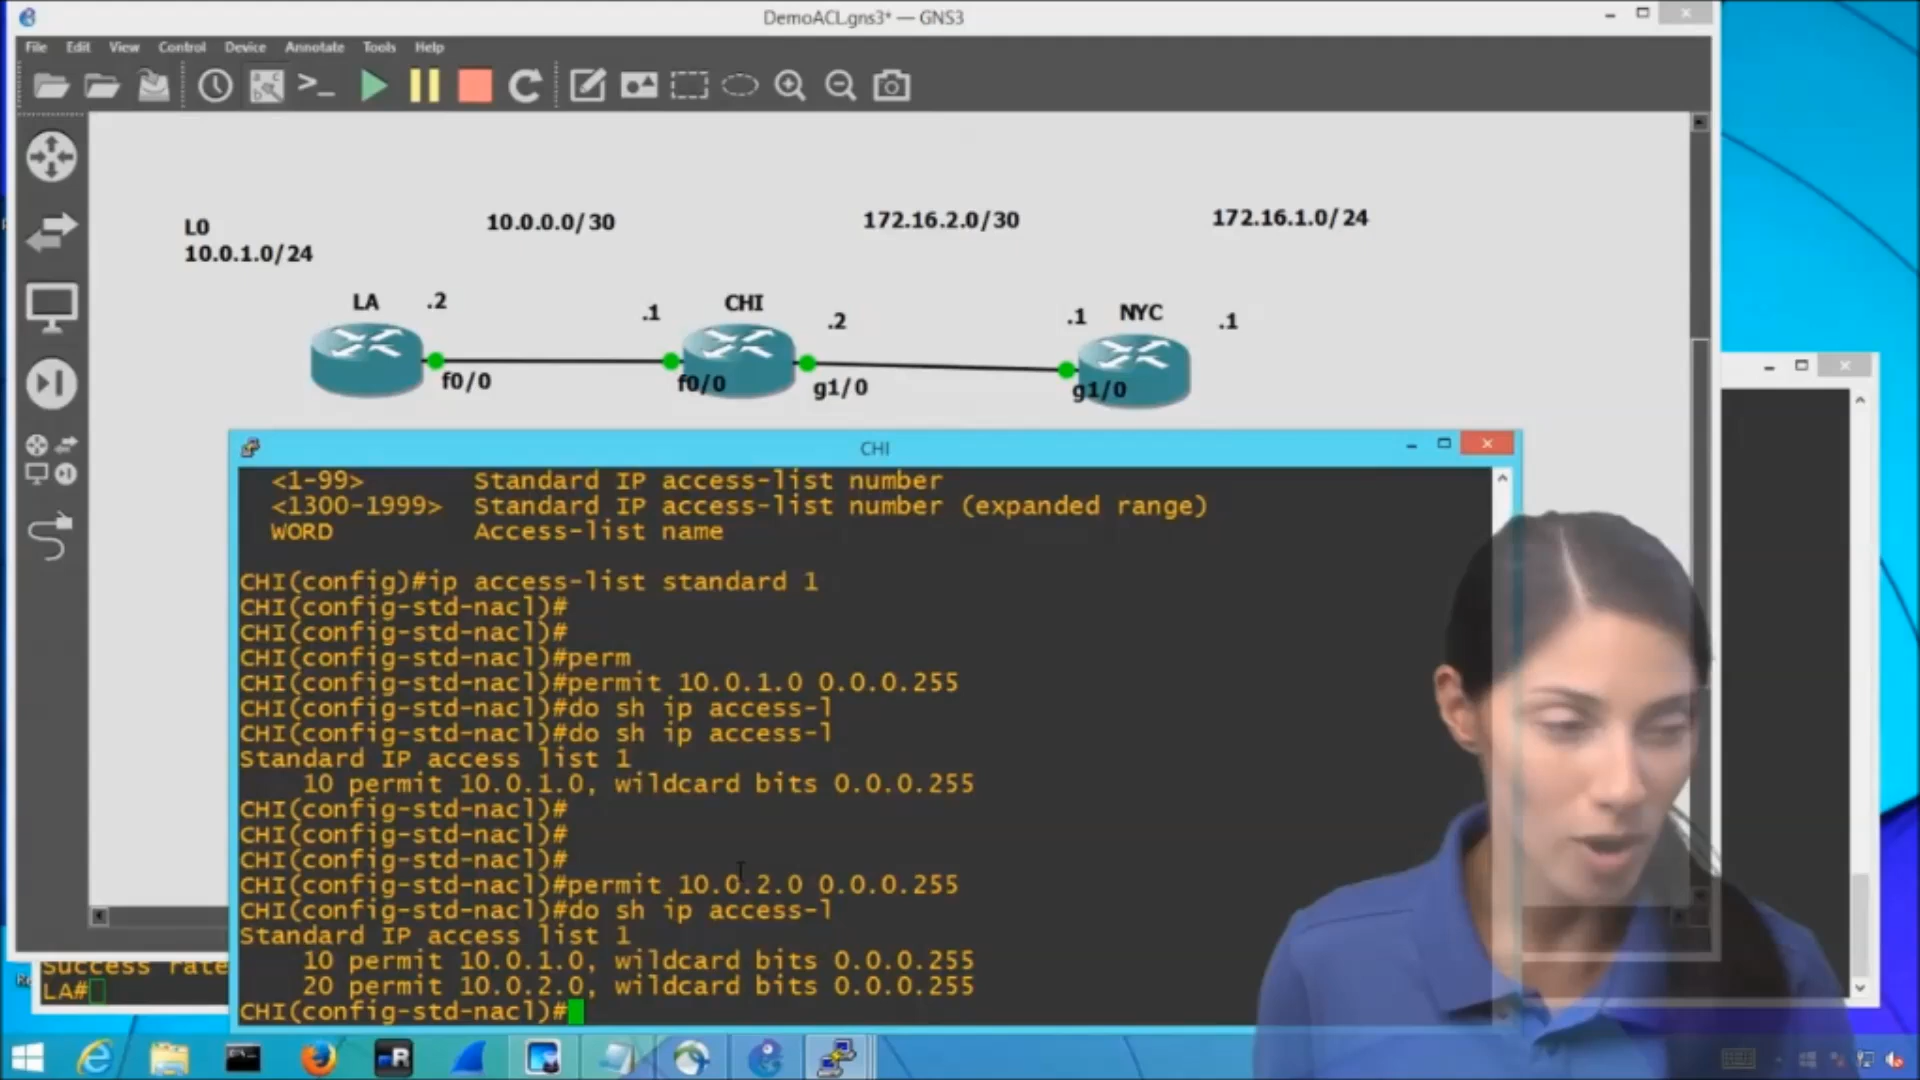 DemoACL.gns3* — GNS3
File Edit View Control Device Annotate Tools Help
L0
10.0.1.0/24
10.0.0.0/30
172.16.2.0/30
172.16.1.0/24
LA
.2
.1
CHI
.2
.1
NYC
.1
f0/0
f0/0
g1/0
g1/0
CHI
<1-99> Standard IP access-list number
<1300-1999> Standard IP access-list number (expanded range)
WORD Access-list name
CHI(config)#ip access-list standard 1
CHI(config-std-nacl)#
CHI(config-std-nacl)#
CHI(config-std-nacl)#perm
CHI(config-std-nacl)#permit 10.0.1.0 0.0.0.255
CHI(config-std-nacl)#do sh ip access-l
CHI(config-std-nacl)#do sh ip access-l
Standard IP access list 1
10 permit 10.0.1.0, wildcard bits 0.0.0.255
CHI(config-std-nacl)#
CHI(config-std-nacl)#
CHI(config-std-nacl)#
CHI(config-std-nacl)#permit 10.0.2.0 0.0.0.255
CHI(config-std-nacl)#do sh ip access-l
Standard IP access list 1
10 permit 10.0.1.0, wildcard bits 0.0.0.255
20 permit 10.0.2.0, wildcard bits 0.0.0.255
CHI(config-std-nacl)#
Success rate
LA#